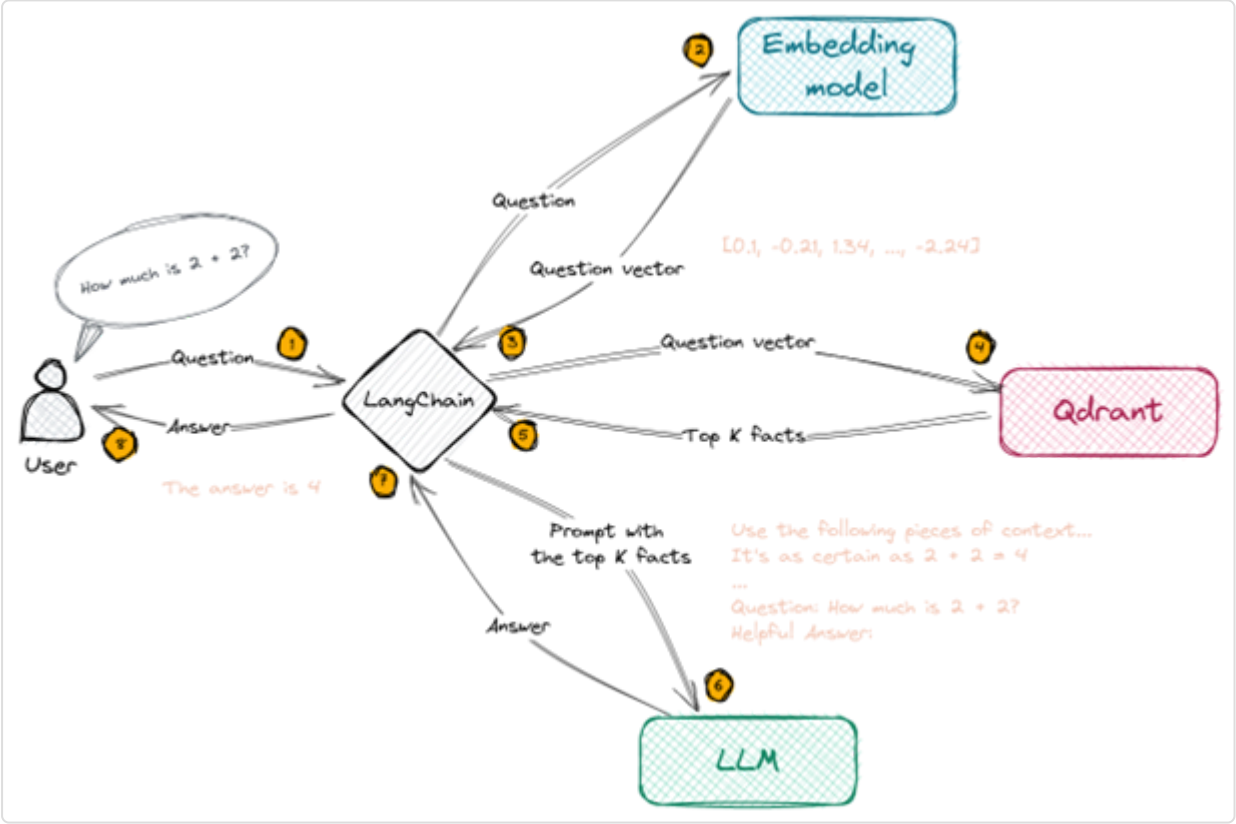 2
Embedding
model
Question
How much is 2 + 2?
[0.1, -0.21, 1.34, ..., -2.24]
Question vector
1
3
Question vector
4
Question
LangChain
Qdrant
Answer
8
5
Top K facts
User
The answer is 4
7
Prompt with
the top K facts
Use the following pieces of context...
It's as certain as 2 + 2 = 4
...
Question: How much is 2 + 2?
Helpful Answer:
Answer
6
LLM